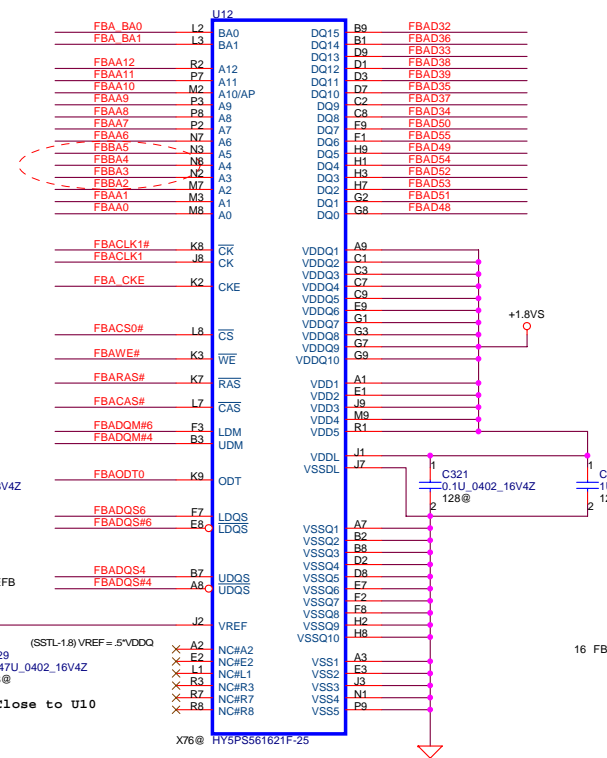 U12
FBA_BA0 L2 BA0 DQ15 B9 FBAD32
FBA_BA1 L3 BA1 DQ14 B1 FBAD36
DQ13 D9 FBAD33
FBAA12 R2 A12 DQ12 D1 FBAD38
FBAA11 P7 A11 DQ11 D3 FBAD39
FBAA10 M2 A10/AP DQ10 D7 FBAD35
FBAA9 P3 A9 DQ9 C2 FBAD37
FBAA8 P8 A8 DQ8 C8 FBAD34
FBAA7 P2 A7 DQ7 F9 FBAD50
FBAA6 N7 A6 DQ6 F1 FBAD55
FBBA5 N3 A5 DQ5 H9 FBAD49
FBBA4 N8 A4 DQ4 H1 FBAD54
FBBA3 N2 A3 DQ3 H3 FBAD52
FBBA2 M7 A2 DQ2 H7 FBAD53
FBAA1 M3 A1 DQ1 G2 FBAD51
FBAA0 M8 A0 DQ0 G8 FBAD48
FBACLK1# K8 CK VDDQ1 A9
FBACLK1 J8 CK VDDQ2 C1
VDDQ3 C3
FBA_CKE K2 CKE VDDQ4 C7
VDDQ5 C9
VDDQ6 E9
VDDQ7 G1
+1.8VS
FBACS0# L8 CS VDDQ8 G3
VDDQ9 G7
FBAWE# K3 WE VDDQ10 G9
FBARAS# K7 RAS VDD1 A1
VDD2 E1
FBACAS# L7 CAS VDD3 J9
VDD4 M9
FBADQM#6 F3 LDM VDD5 R1
FBADQM#4 B3 UDM
VDDL J1
VSSDL J7
1 C321 1
0.1U_0402_16V4Z
128@
2 2
FBAODT0 K9 ODT
V4Z
FBADQS6 F7 LDQS
FBADQS#6 E8 LDQS
VSSQ1 A7
VSSQ2 B2
VSSQ3 B8
VSSQ4 D2
FBADQS4 B7 UDQS VSSQ5 D8
FBADQS#4 A8 UDQS VSSQ6 E7
VSSQ7 F2
VSSQ8 F8
J2 VREF VSSQ9 H2
VSSQ10 H8
(SSTL-1.8) VREF = .5*VDDQ
A2 NC#A2 VSS1 A3
E2 NC#E2 VSS2 E3
L1 NC#L1 VSS3 J3
R3 NC#R3 VSS4 N1
R7 NC#R7 VSS5 P9
R8 NC#R8
47U_0402_16V4Z
Close to U10
16 FB
X76@ HY5PS561621F-25